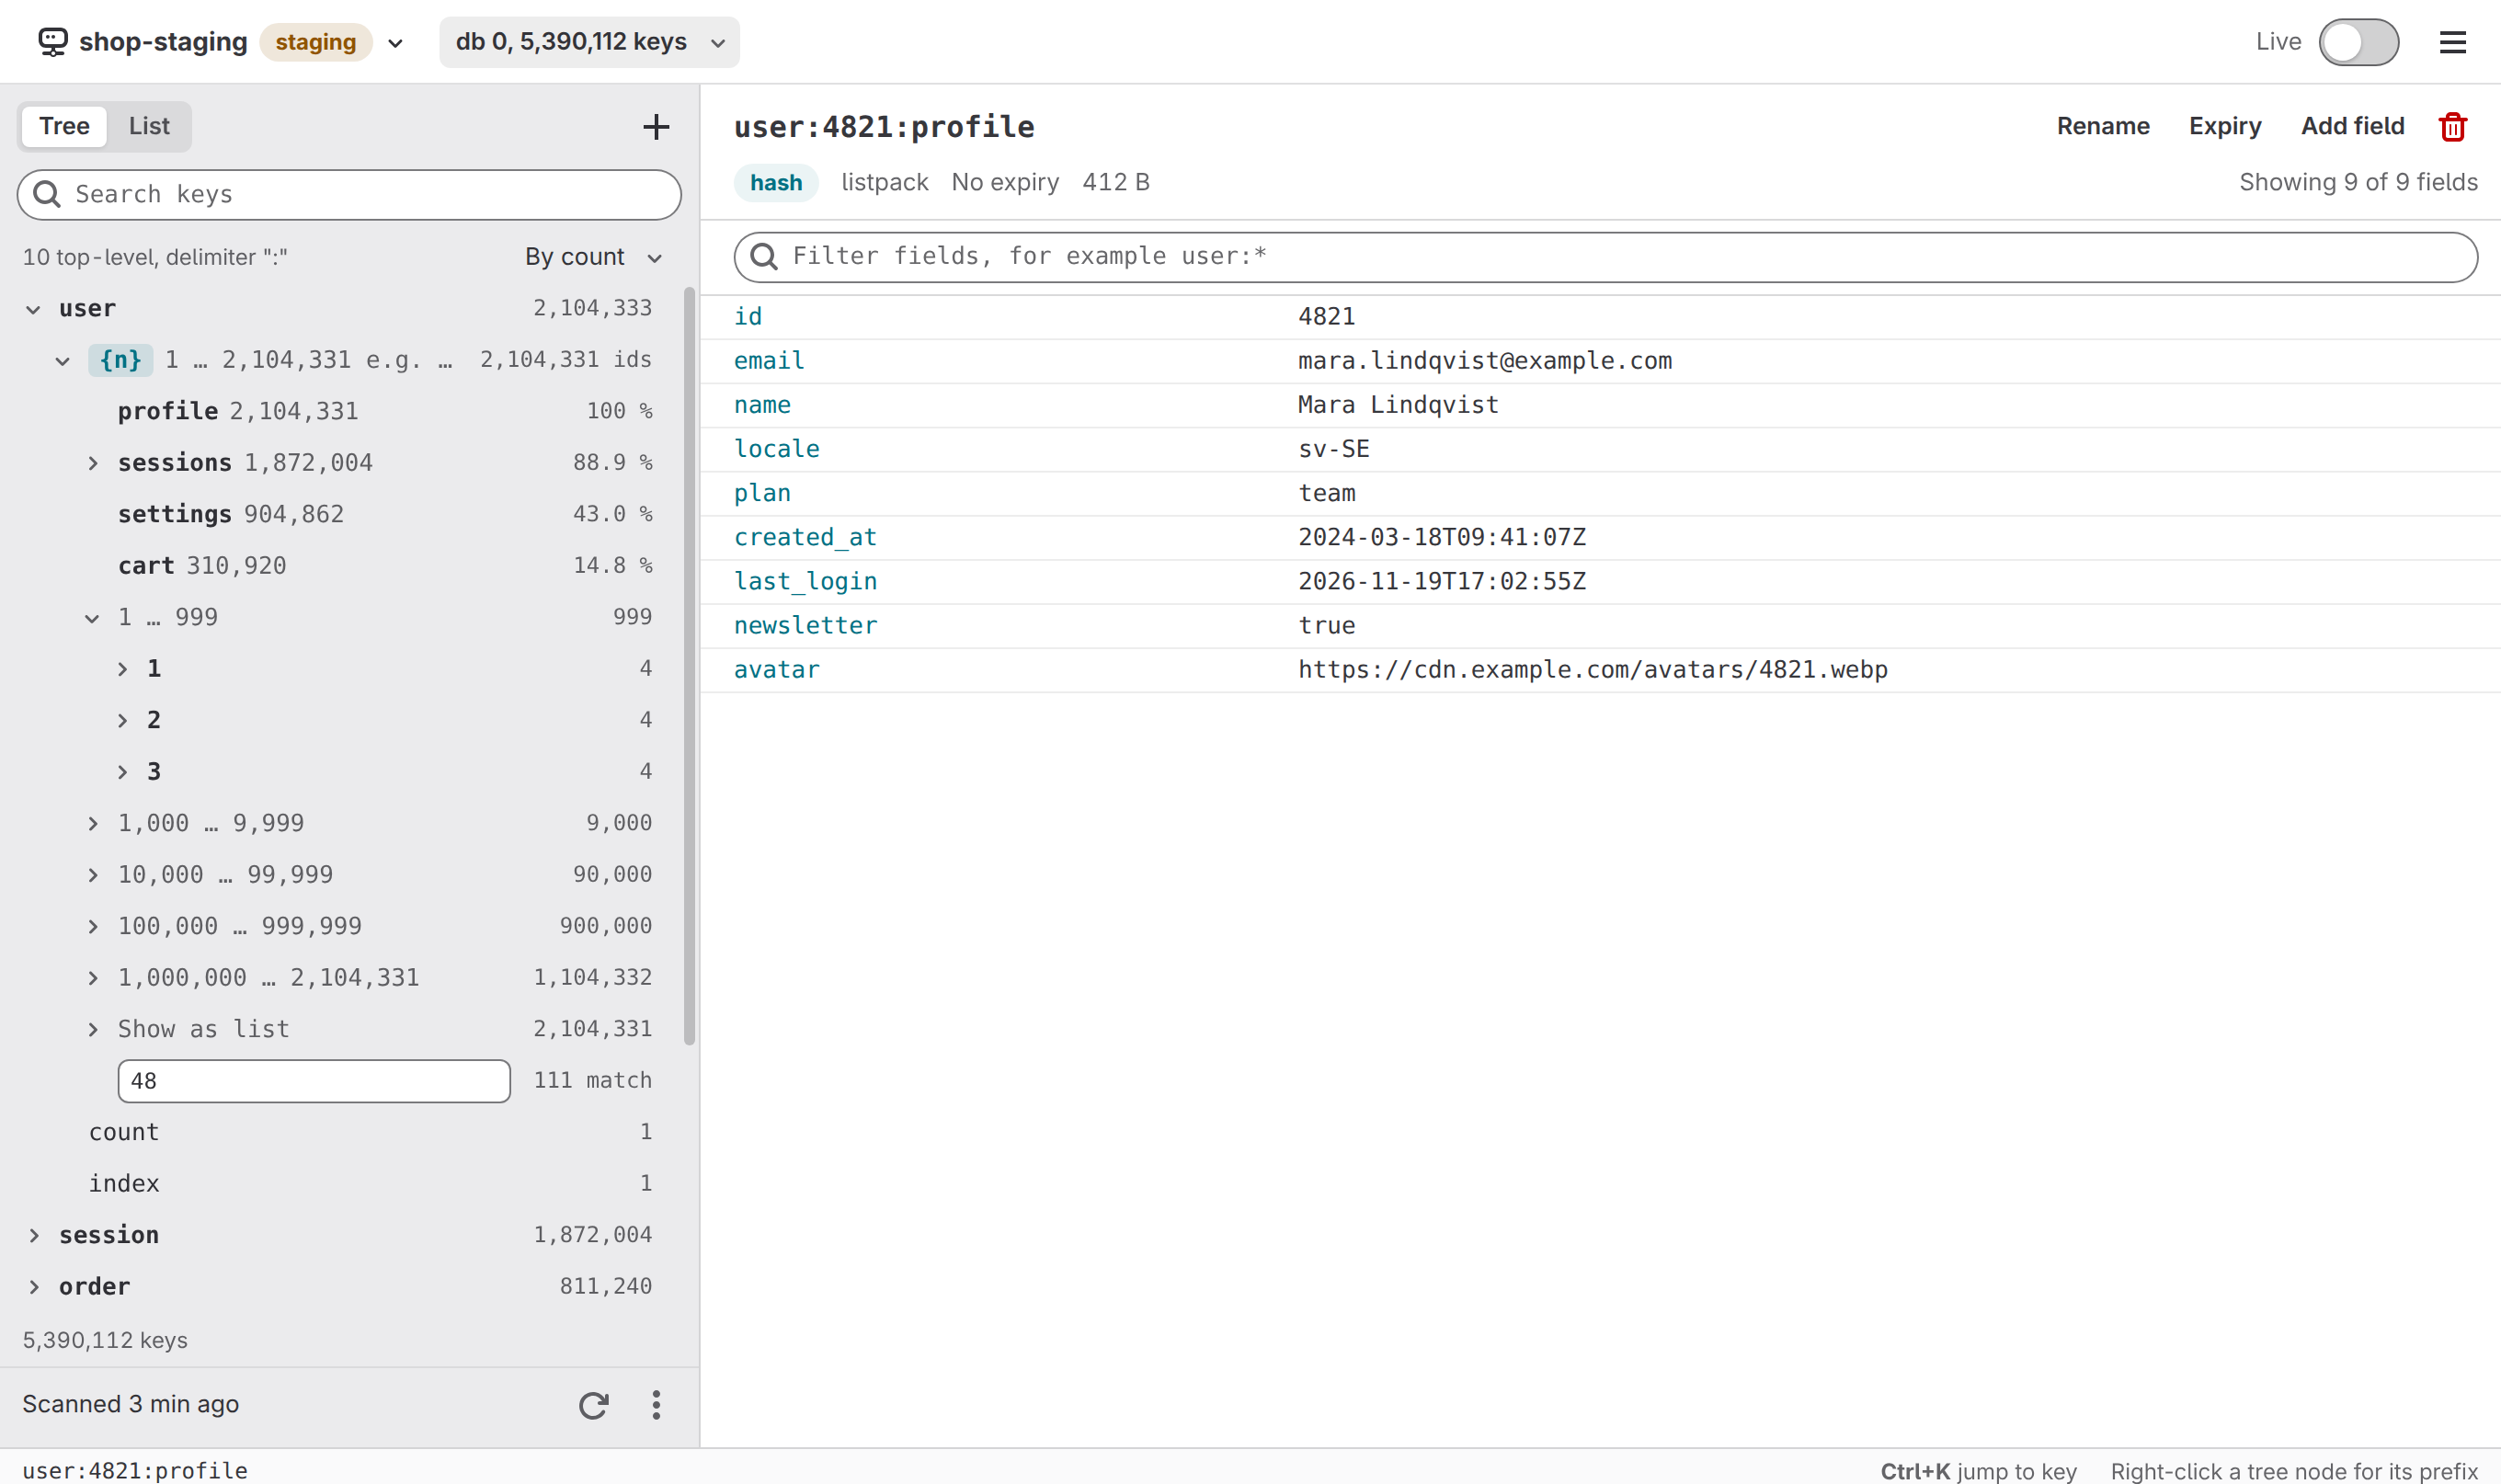 shop-staging staging db 0, 5,390,112 keys Live
Tree List
Search keys
10 top-level, delimiter ":" By count
user 2,104,333
{n} 1 … 2,104,331 e.g. … 2,104,331 ids
profile 2,104,331 100 %
sessions 1,872,004 88.9 %
settings 904,862 43.0 %
cart 310,920 14.8 %
1 … 999 999
1 4
2 4
3 4
1,000 … 9,999 9,000
10,000 … 99,999 90,000
100,000 … 999,999 900,000
1,000,000 … 2,104,331 1,104,332
Show as list 2,104,331
48 111 match
count 1
index 1
session 1,872,004
order 811,240
5,390,112 keys
Scanned 3 min ago
user:4821:profile Rename Expiry Add field
hash listpack No expiry 412 B Showing 9 of 9 fields
Filter fields, for example user:*
id 4821
email mara.lindqvist@example.com
name Mara Lindqvist
locale sv-SE
plan team
created_at 2024-03-18T09:41:07Z
last_login 2026-11-19T17:02:55Z
newsletter true
avatar https://cdn.example.com/avatars/4821.webp
user:4821:profile Ctrl+K jump to key Right-click a tree node for its prefix